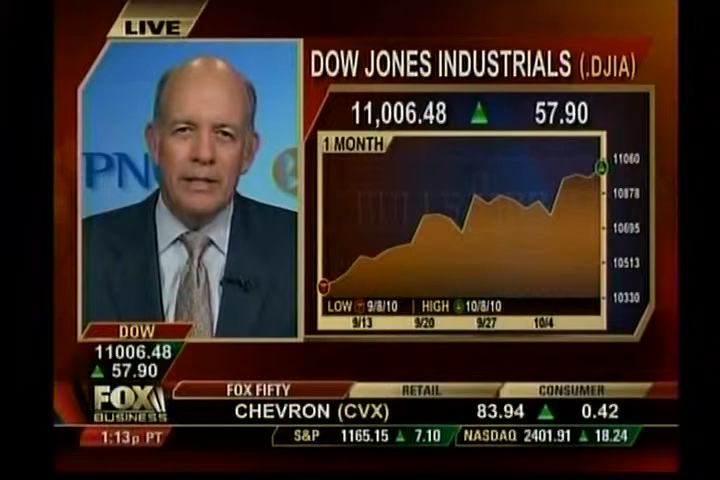 LIVE
DOW JONES INDUSTRIALS (.DJIA)
11,006.48 ▲ 57.90
1 MONTH
11060
10878
10695
10513
10330
LOW 9/8/10 | HIGH 10/8/10
9/13 9/20 9/27 10/4
PN
DOW
11006.48
▲ 57.90
FOX
BUSINESS
1:13p PT
FOX FIFTY RETAIL CONSUMER
CHEVRON (CVX) 83.94 ▲ 0.42
S&P 1165.15 ▲ 7.10 NASDAQ 2401.91 ▲ 18.24